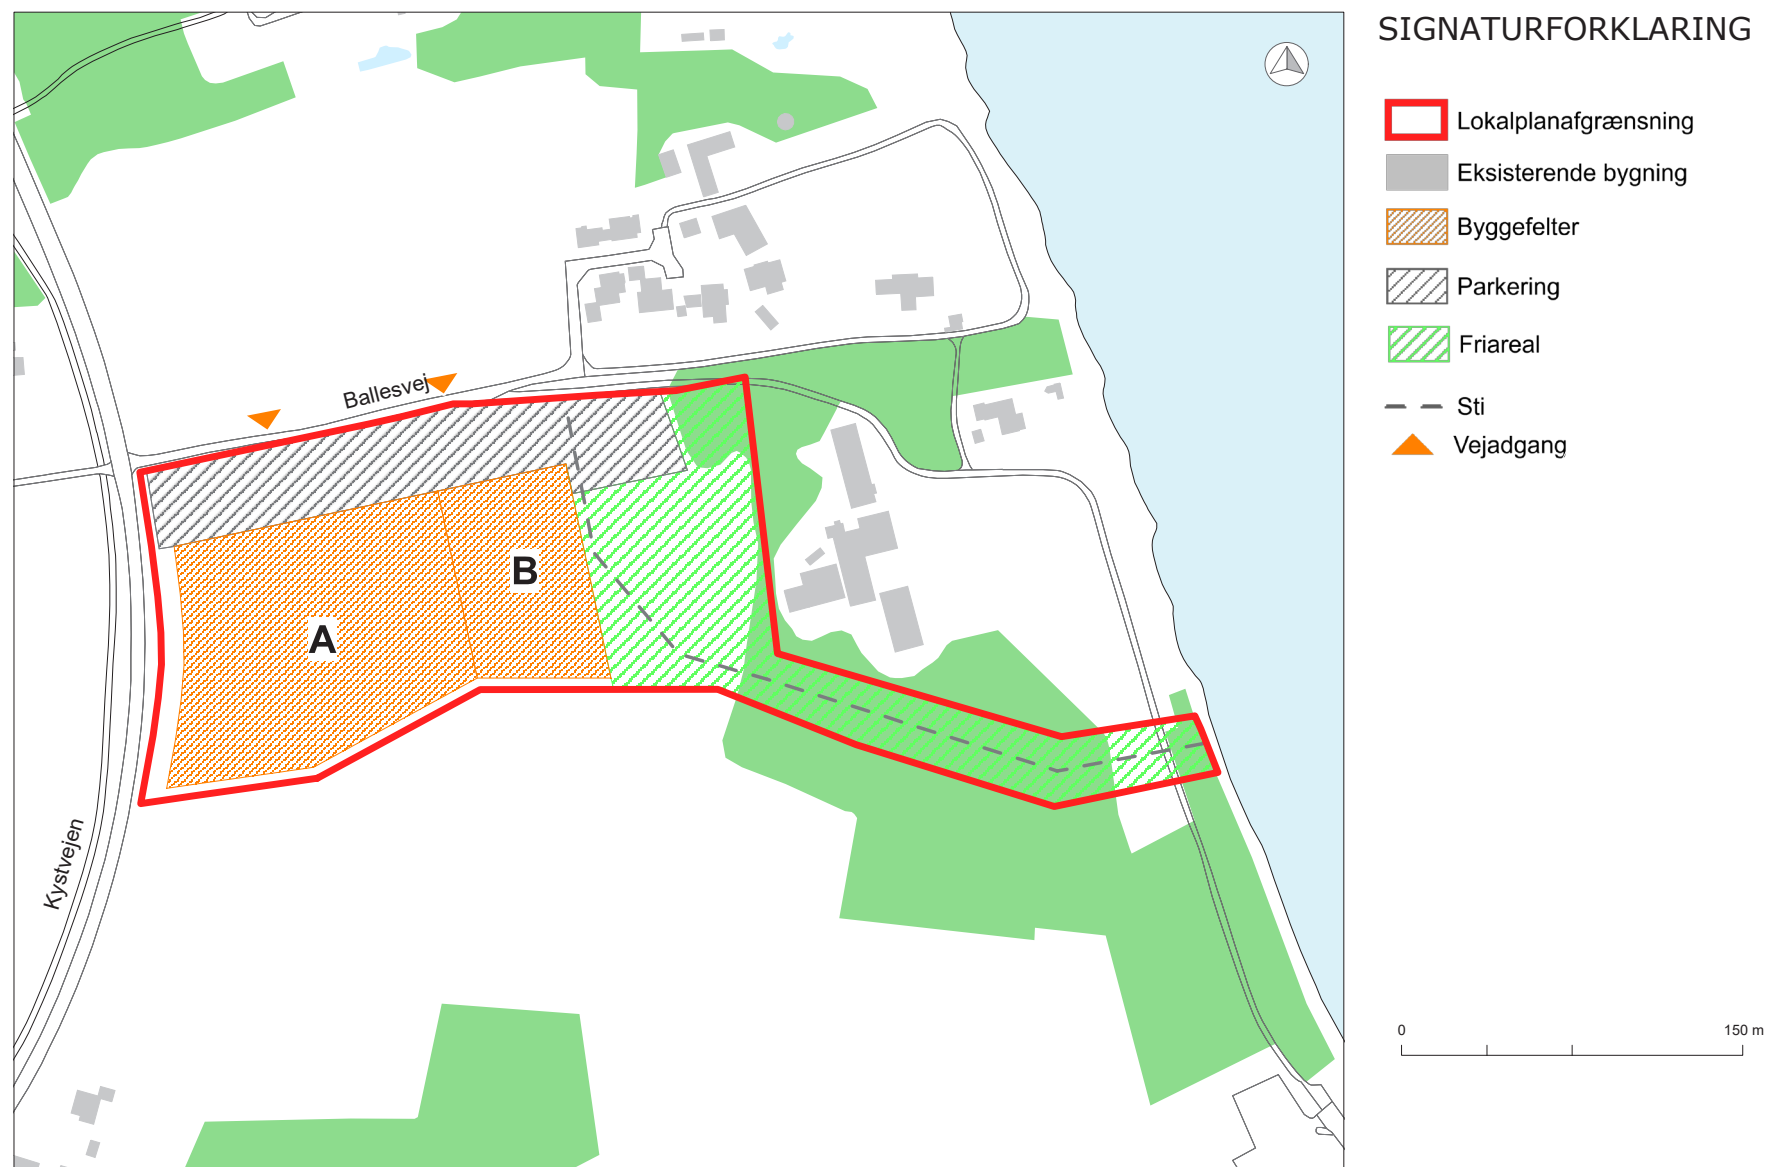 SIGNATURFORKLARING
Lokalplanafgrænsning
Eksisterende bygning
Byggefelter
Parkering
Friareal
Sti
Vejadgang
Ballesvej
B
A
Kystvejen
0 150 m